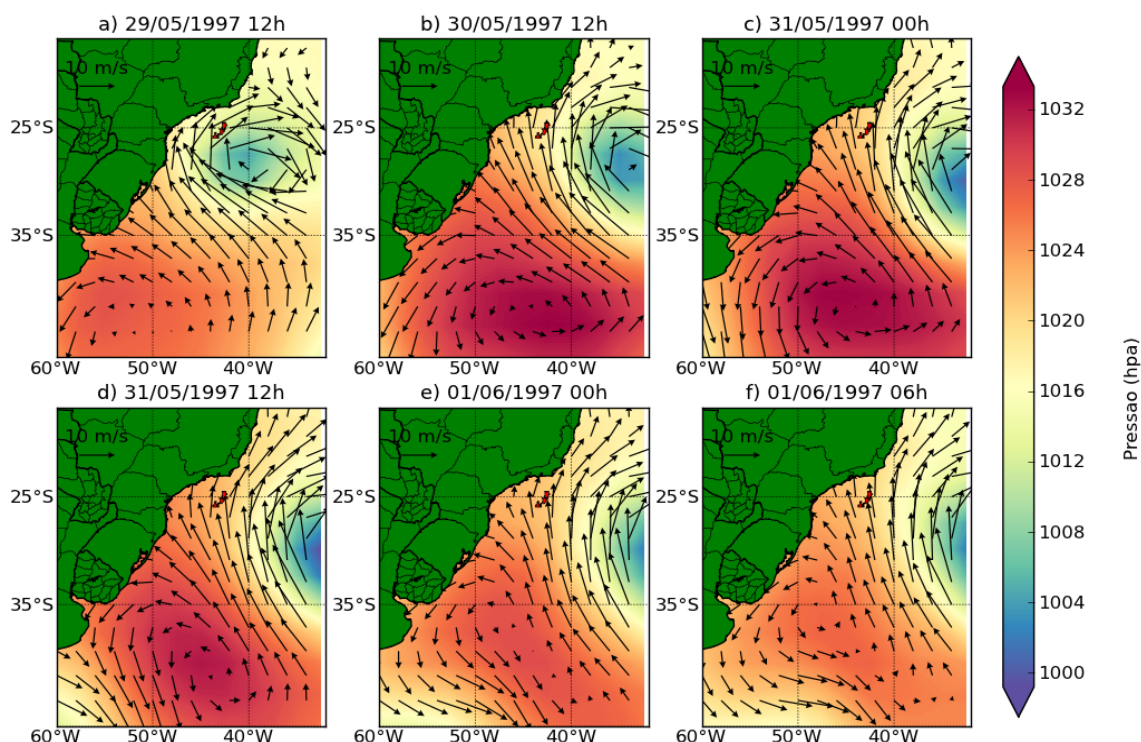 a) 29/05/1997 12h
b) 30/05/1997 12h
c) 31/05/1997 00h
10 m/s
10 m/s
10 m/s
25°S
25°S
25°S
35°S
35°S
35°S
60°W
50°W
40°W
60°W
50°W
40°W
60°W
50°W
40°W
d) 31/05/1997 12h
e) 01/06/1997 00h
f) 01/06/1997 06h
10 m/s
10 m/s
10 m/s
25°S
25°S
25°S
35°S
35°S
35°S
60°W
50°W
40°W
60°W
50°W
40°W
60°W
50°W
40°W
1032
1028
1024
1020
1016
1012
1008
1004
1000
Pressao (hpa)